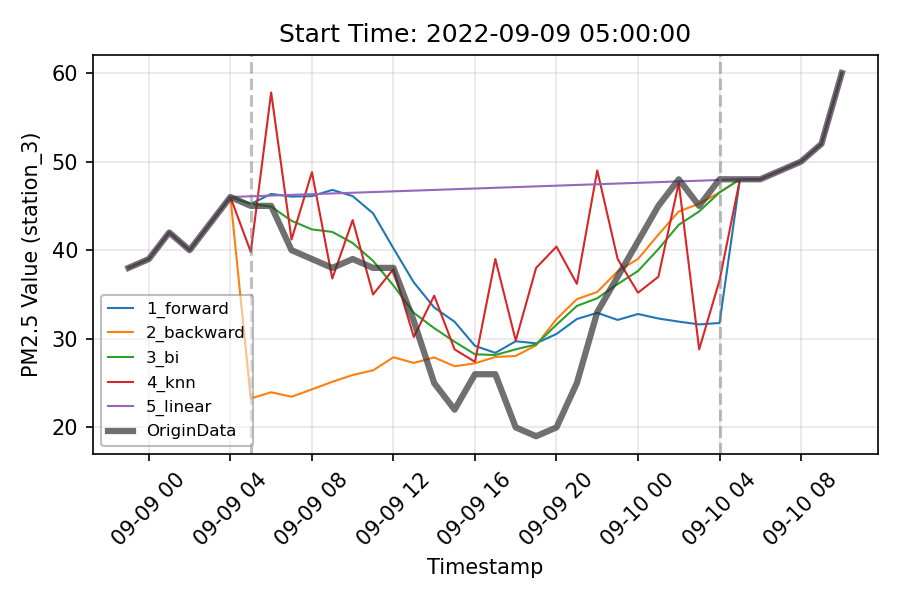 Start Time: 2022-09-09 05:00:00
PM2.5 Value (station_3)
60
50
40
30
20
1_forward
2_backward
3_bi
4_knn
5_linear
OriginData
09-09 00
09-09 04
09-09 08
09-09 12
09-09 16
09-09 20
09-10 00
09-10 04
09-10 08
Timestamp